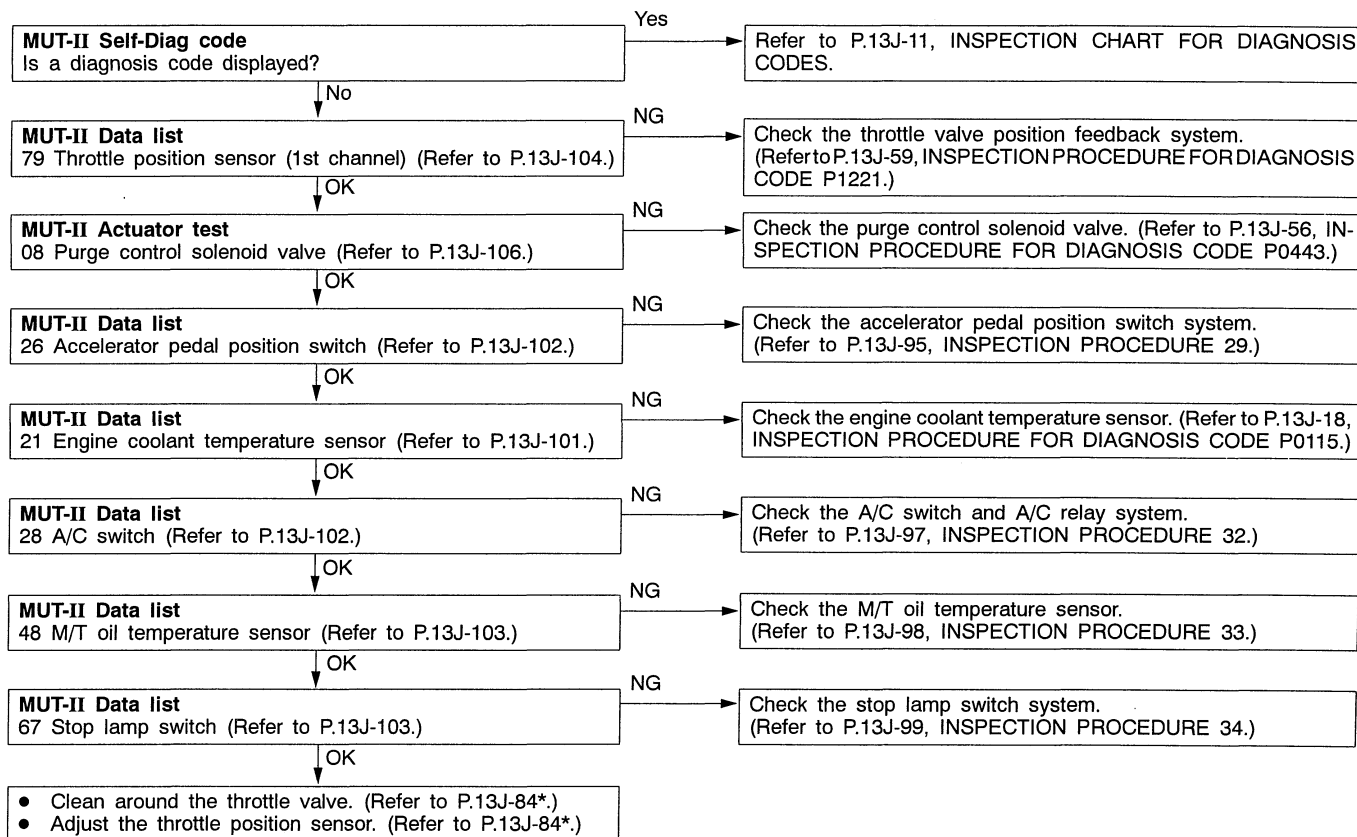 Yes
MUT-II Self-Diag code
Is a diagnosis code displayed?
Refer to P.13J-11, INSPECTION CHART FOR DIAGNOSIS
CODES.
No
NG
MUT-II Data list
79 Throttle position sensor (1st channel) (Refer to P.13J-104.)
Check the throttle valve position feedback system.
(Refer to P.13J-59, INSPECTION PROCEDURE FOR DIAGNOSIS
CODE P1221.)
OK
NG
MUT-II Actuator test
08 Purge control solenoid valve (Refer to P.13J-106.)
Check the purge control solenoid valve. (Refer to P.13J-56, IN-
SPECTION PROCEDURE FOR DIAGNOSIS CODE P0443.)
OK
NG
MUT-II Data list
26 Accelerator pedal position switch (Refer to P.13J-102.)
Check the accelerator pedal position switch system.
(Refer to P.13J-95, INSPECTION PROCEDURE 29.)
OK
NG
MUT-II Data list
21 Engine coolant temperature sensor (Refer to P.13J-101.)
Check the engine coolant temperature sensor. (Refer to P.13J-18,
INSPECTION PROCEDURE FOR DIAGNOSIS CODE P0115.)
OK
NG
MUT-II Data list
28 A/C switch (Refer to P.13J-102.)
Check the A/C switch and A/C relay system.
(Refer to P.13J-97, INSPECTION PROCEDURE 32.)
OK
NG
MUT-II Data list
48 M/T oil temperature sensor (Refer to P.13J-103.)
Check the M/T oil temperature sensor.
(Refer to P.13J-98, INSPECTION PROCEDURE 33.)
OK
NG
MUT-II Data list
67 Stop lamp switch (Refer to P.13J-103.)
Check the stop lamp switch system.
(Refer to P.13J-99, INSPECTION PROCEDURE 34.)
OK
● Clean around the throttle valve. (Refer to P.13J-84*.)
● Adjust the throttle position sensor. (Refer to P.13J-84*.)